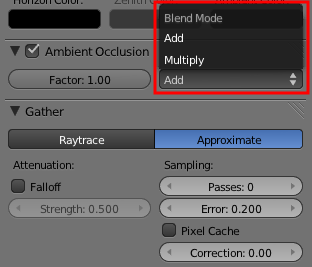 Horizon Color:
Blend Mode
Add
Multiply
Ambient Occlusion
Factor: 1.00
Add
Gather
Raytrace
Approximate
Attenuation:
Sampling:
Falloff
Passes: 0
Strength: 0.500
Error: 0.200
Pixel Cache
Correction: 0.00